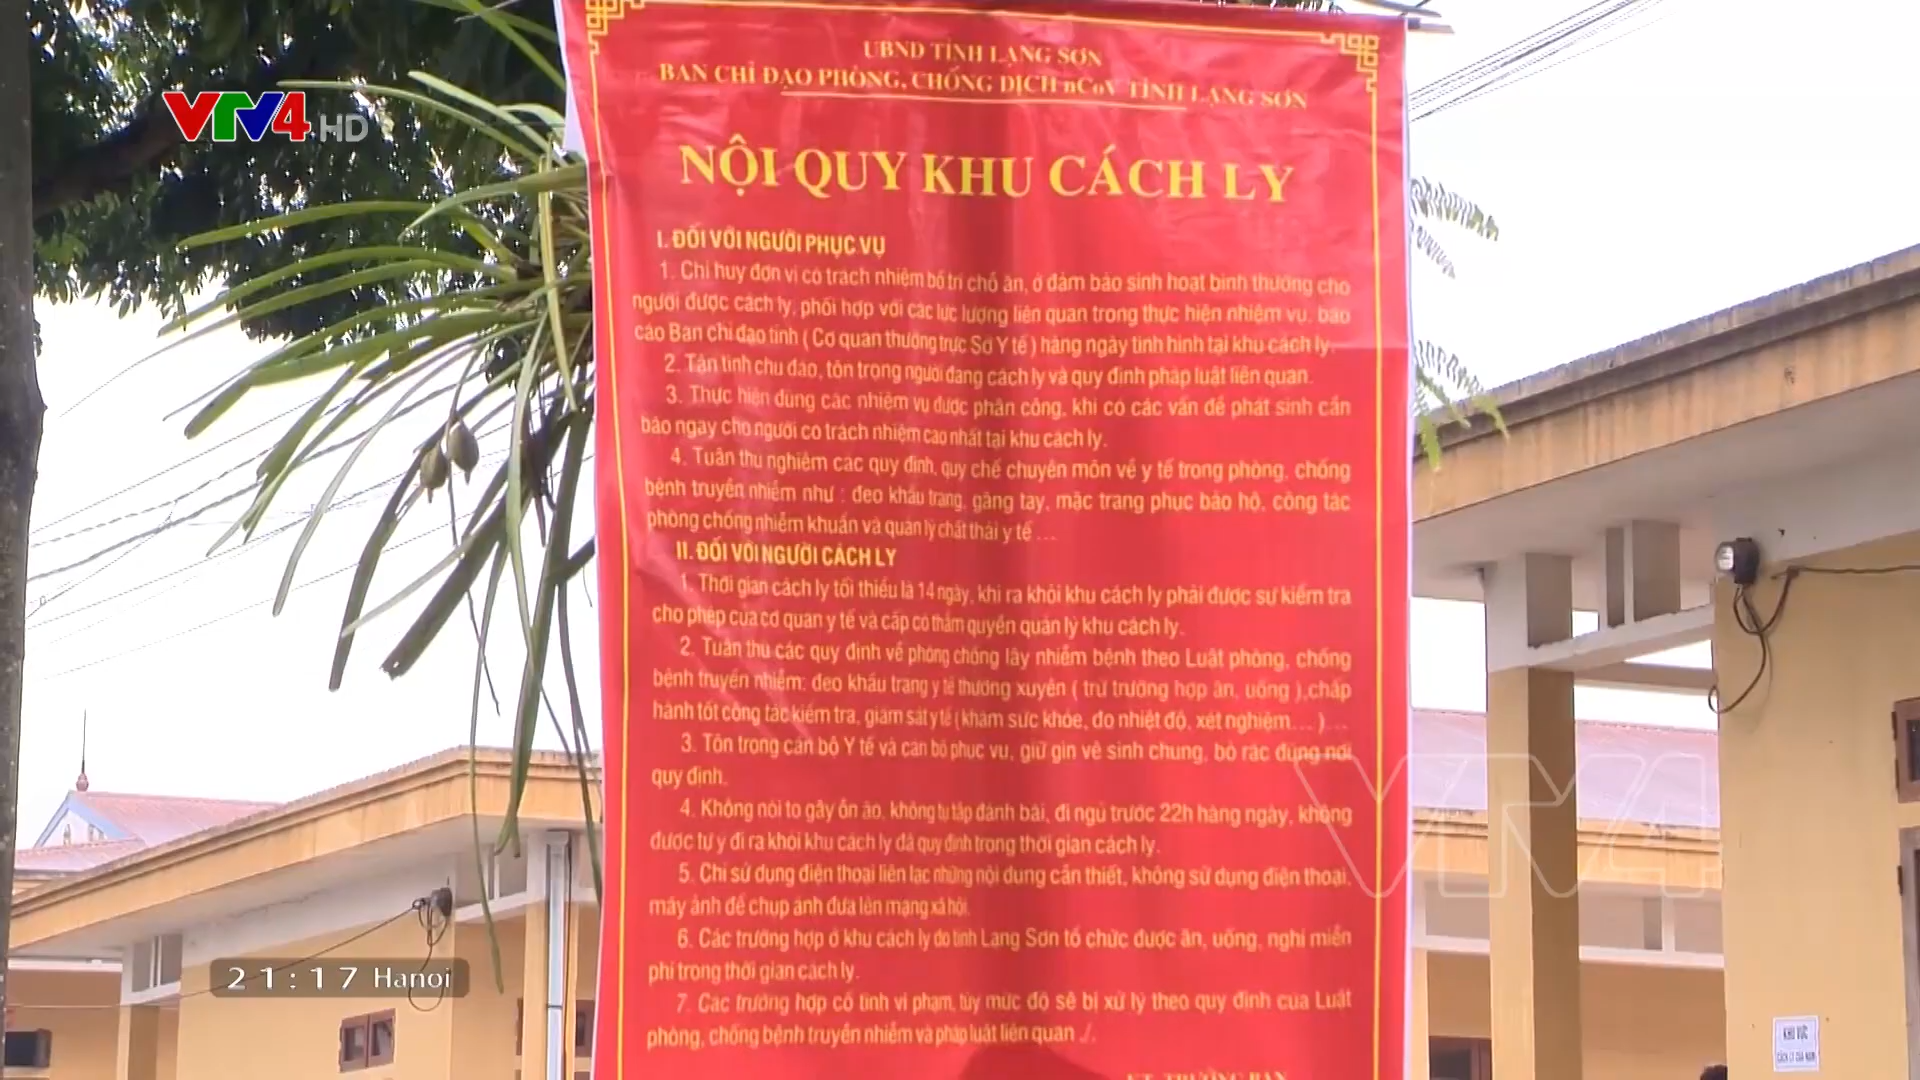 VTV4 HD
UBND TỈNH LẠNG SƠN
BAN CHỈ ĐẠO PHÒNG, CHỐNG DỊCH nCoV TỈNH LẠNG SƠN
NỘI QUY KHU CÁCH LY
I. ĐỐI VỚI NGƯỜI PHỤC VỤ
1. Chỉ huy đơn vị có trách nhiệm bố trí chỗ ăn, ở đảm bảo sinh hoạt bình thường cho
người được cách ly, phối hợp với các lực lượng liên quan trong thực hiện nhiệm vụ, báo
cáo Ban chỉ đạo tỉnh ( Cơ quan thường trực Sở Y tế ) hàng ngày tình hình tại khu cách ly.
2. Tận tình chu đáo, tôn trọng người đang cách ly và quy định pháp luật liên quan.
3. Thực hiện đúng các nhiệm vụ được phân công, khi có các vấn đề phát sinh cần
báo ngay cho người có trách nhiệm cao nhất tại khu cách ly.
4. Tuân thủ nghiêm các quy định, quy chế chuyên môn về y tế trong phòng, chống
bệnh truyền nhiễm như : đeo khẩu trang, găng tay, mặc trang phục bảo hộ, công tác
phòng chống nhiễm khuẩn và quản lý chất thải y tế ...
II. ĐỐI VỚI NGƯỜI CÁCH LY
1. Thời gian cách ly tối thiểu là 14 ngày, khi ra khỏi khu cách ly phải được sự kiểm tra
cho phép của cơ quan y tế và cấp có thẩm quyền quản lý khu cách ly.
2. Tuân thủ các quy định về phòng chống lây nhiễm bệnh theo Luật phòng, chống
bệnh truyền nhiễm: đeo khẩu trang y tế thường xuyên ( trừ trường hợp ăn, uống ),chấp
hành tốt công tác kiểm tra, giám sát y tế (khám sức khỏe, đo nhiệt độ, xét nghiệm... )...
3. Tôn trọng cán bộ Y tế và cán bộ phục vụ, giữ gìn vệ sinh chung, bỏ rác đúng nơi
quy định.
4. Không nói to gây ồn ào, không tụ tập đánh bài, đi ngủ trước 22h hàng ngày, không
được tự ý đi ra khỏi khu cách ly đã quy định trong thời gian cách ly.
5. Chỉ sử dụng điện thoại liên lạc những nội dung cần thiết, không sử dụng điện thoại,
máy ảnh để chụp ảnh đưa lên mạng xã hội.
6. Các trường hợp ở khu cách ly do tỉnh Lạng Sơn tổ chức được ăn, uống, nghỉ miễn
phí trong thời gian cách ly.
7. Các trường hợp cố tình vi phạm, tùy mức độ sẽ bị xử lý theo quy định của Luật
phòng, chống bệnh truyền nhiễm và pháp luật liên quan ./.
KT. TRƯỞNG BAN
VTV4
21:17 Hanoi
KHU VỰC
CÁCH LY CỦA NAM